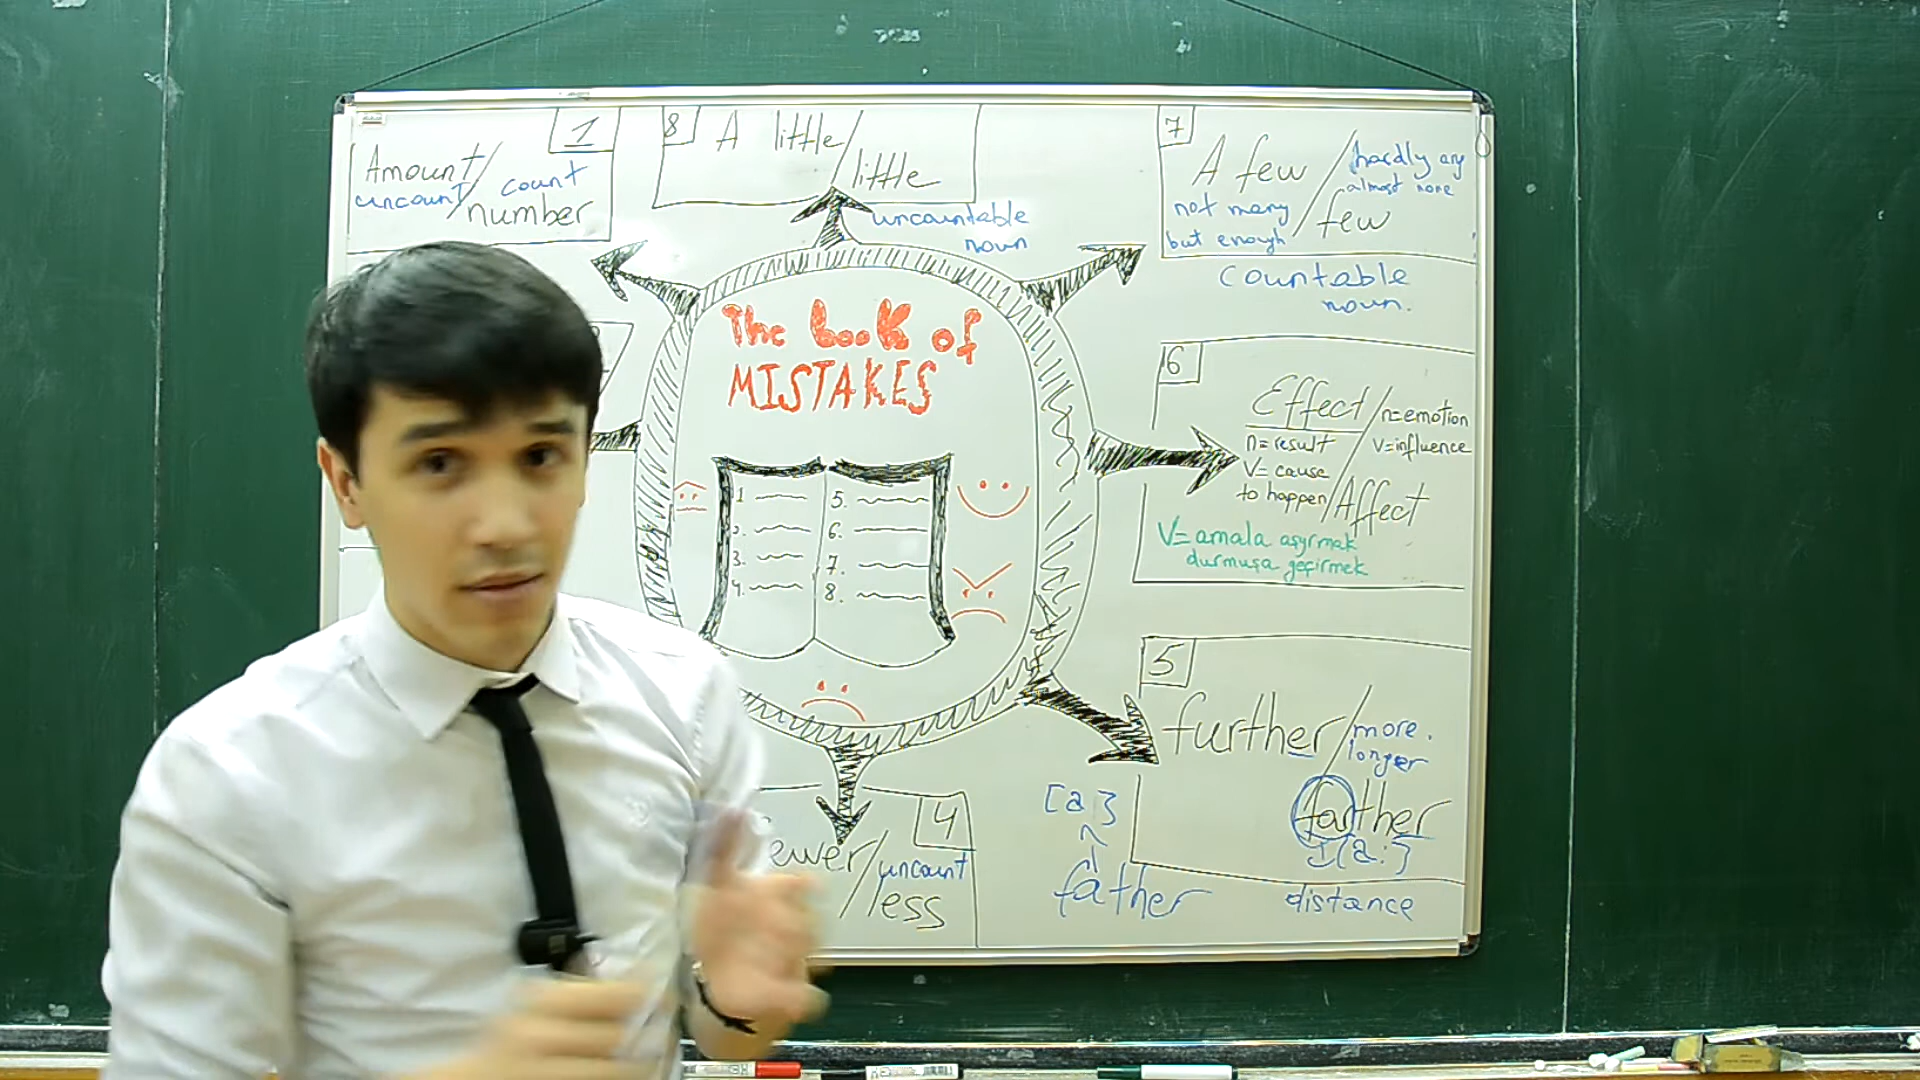 1
Amount/
uncount/ count
number
8
A little/
little
uncountable
noun
7
A few / hardly any
almost none
not many
but enough
few
Countable
noun.
The book of
MISTAKES
1
2.
3.
4.
5.
6.
7.
8.
6
Effect/ n=emotion
n=result
v=influence
V= cause
to happen/
Affect
V= amala aşyrmak
durmuşa geçirmek
5
further/ more.
longer
farther
[a:]
distance
[a]
father
4
ewer/ uncount
less